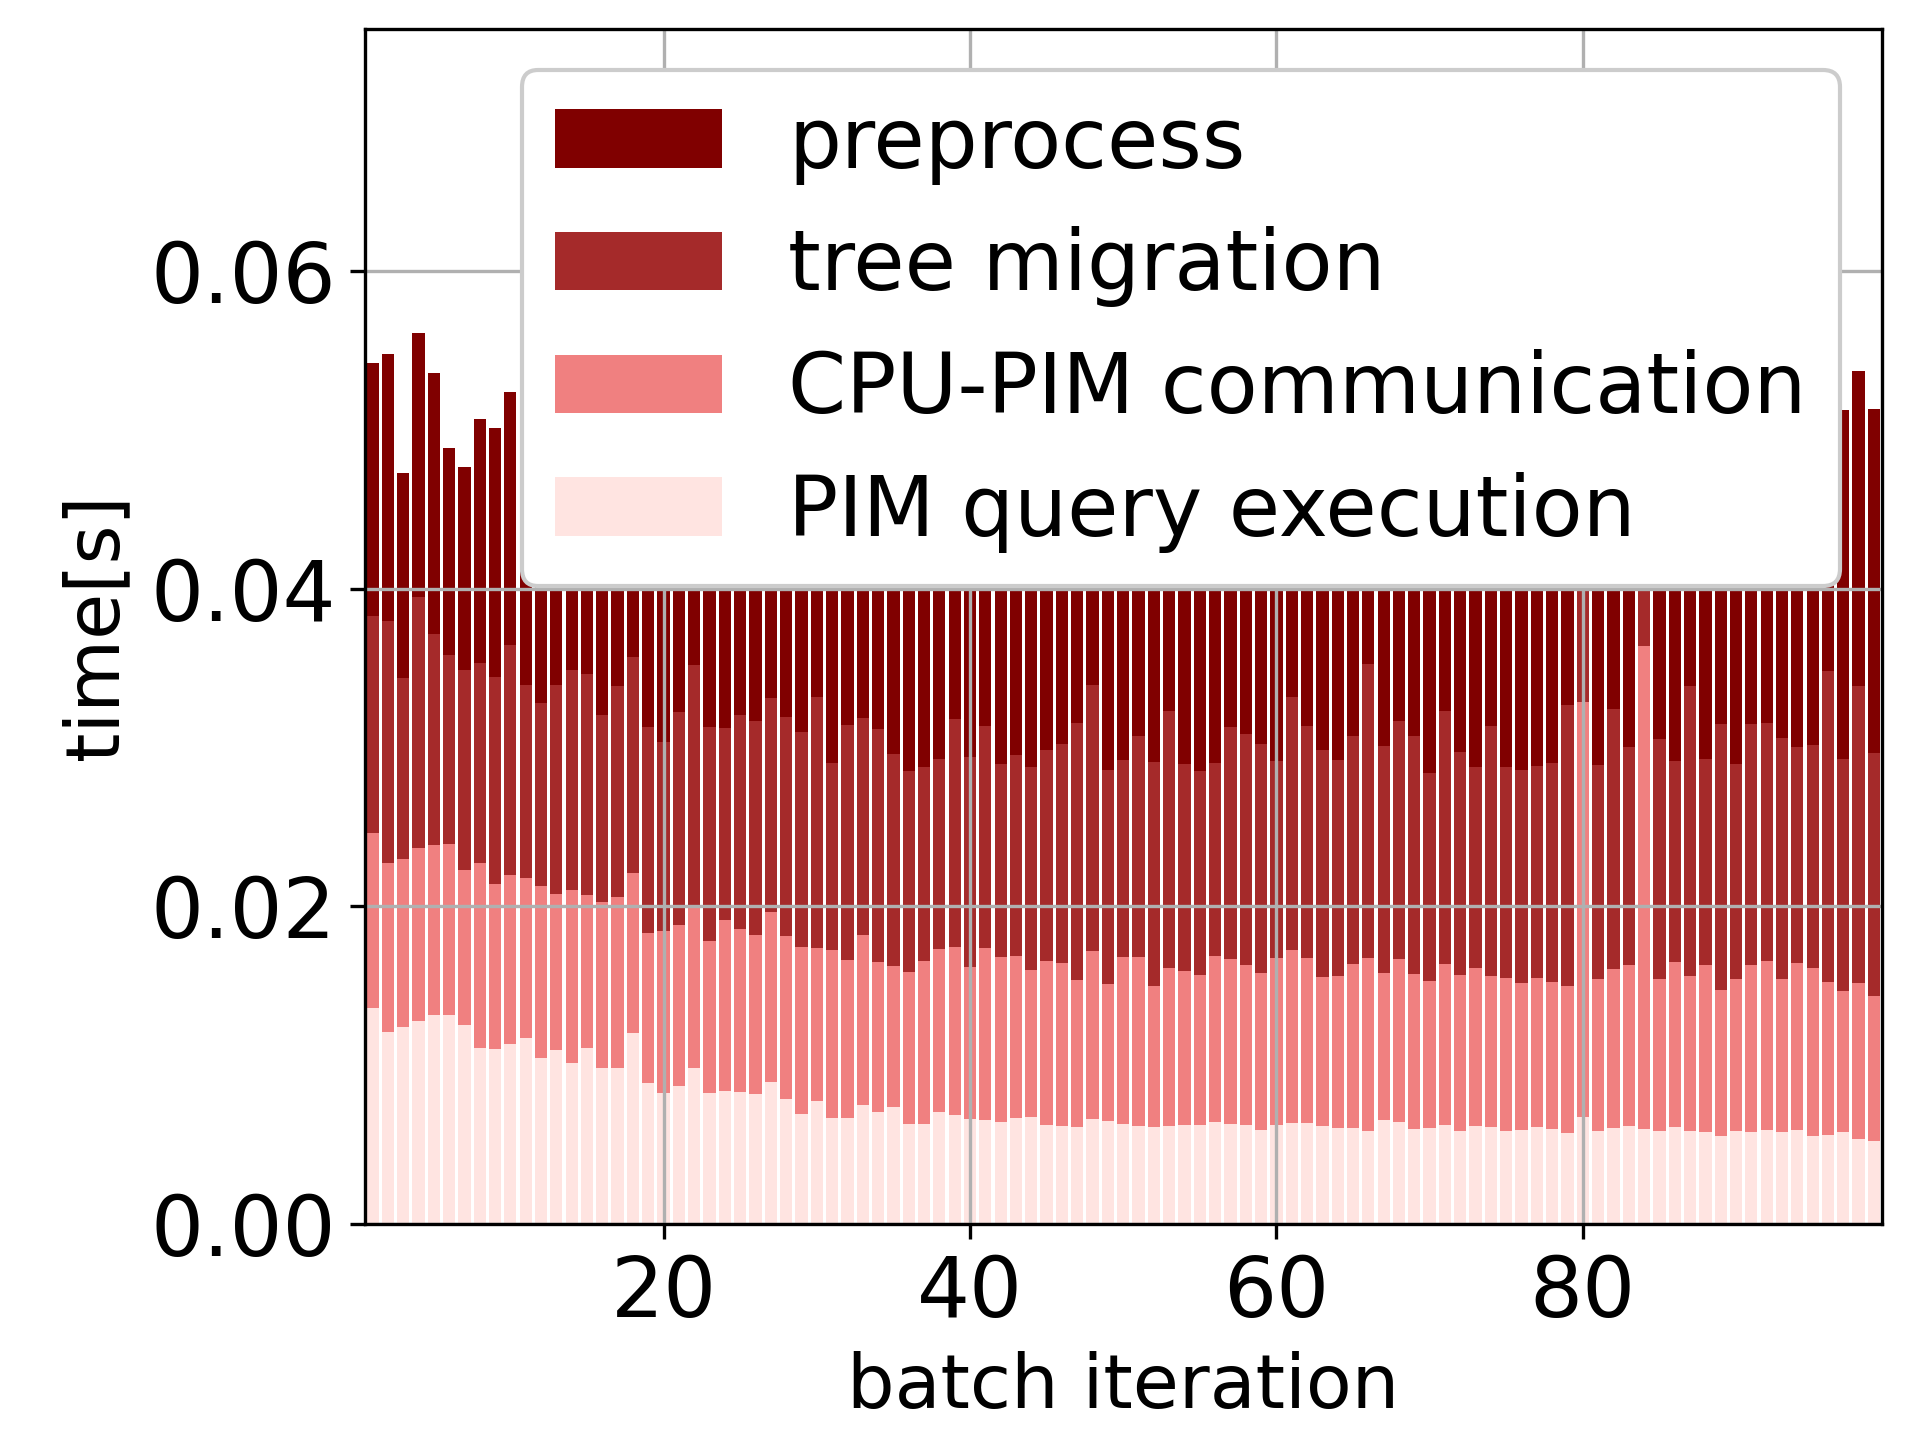 preprocess
tree migration
CPU-PIM communication
PIM query execution
0.06
0.04
0.02
0.00
time[s]
20 40 60 80
batch iteration